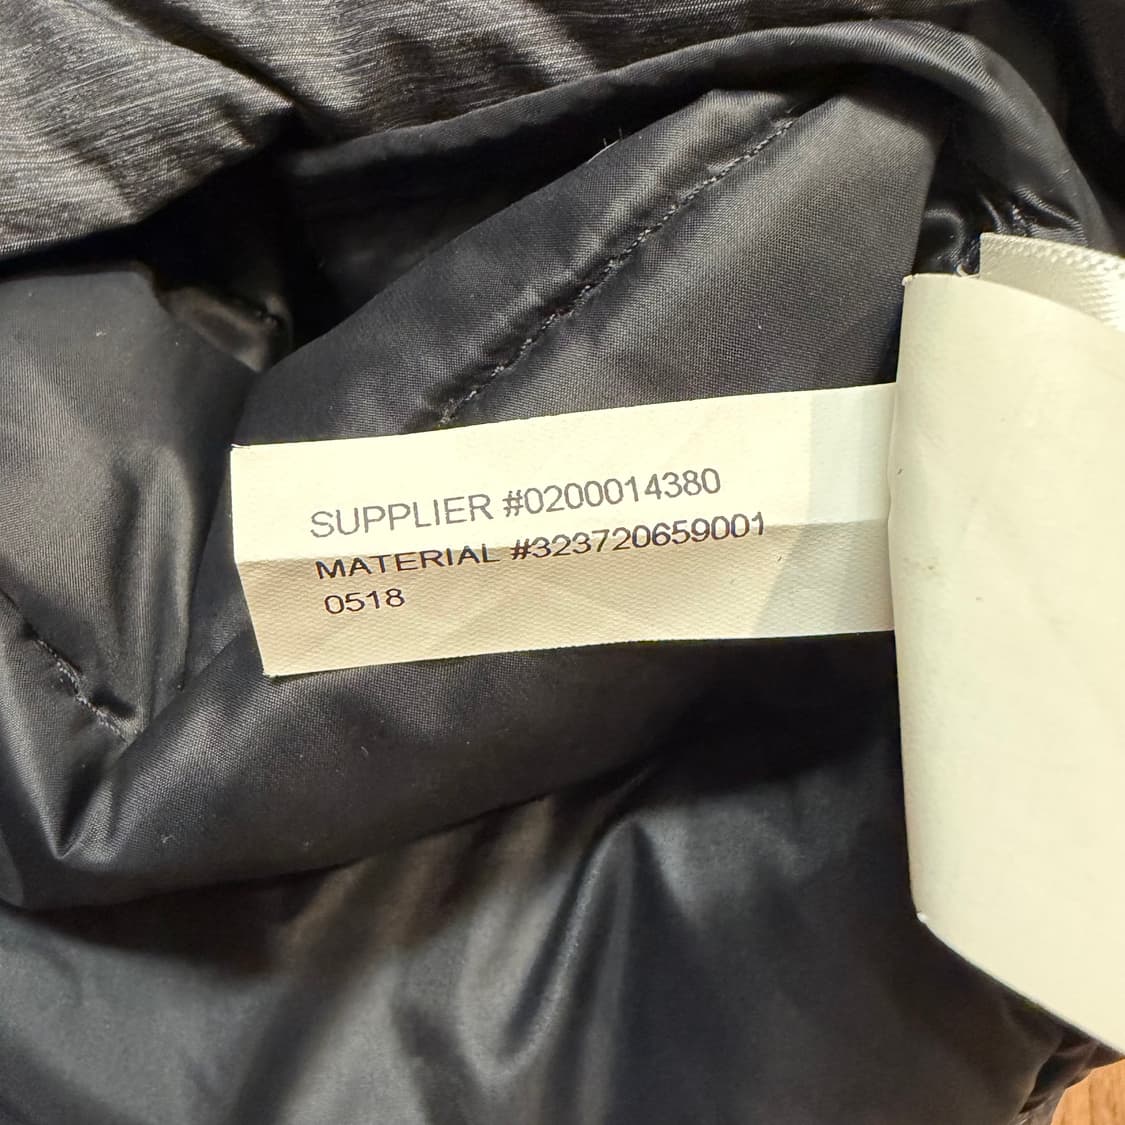 SUPPLIER #0200014380
MATERIAL #323720659001
0518